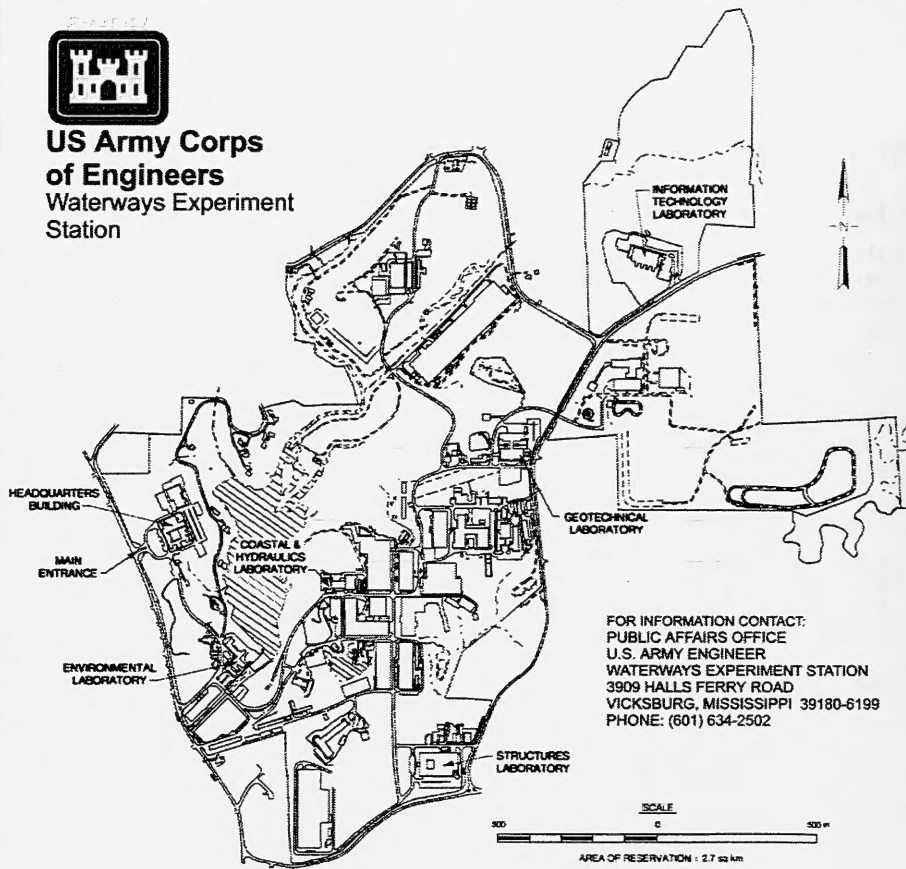 US Army Corps
of Engineers
Waterways Experiment
Station
INFORMATION
TECHNOLOGY
LABORATORY
N
HEADQUARTERS
BUILDING
MAIN
ENTRANCE
COASTAL &
HYDRAULICS
LABORATORY
GEOTECHNICAL
LABORATORY
ENVIRONMENTAL
LABORATORY
FOR INFORMATION CONTACT:
PUBLIC AFFAIRS OFFICE
U.S. ARMY ENGINEER
WATERWAYS EXPERIMENT STATION
3909 HALLS FERRY ROAD
VICKSBURG, MISSISSIPPI 39180-6199
PHONE: (601) 634-2502
STRUCTURES
LABORATORY
SCALE
500 0 500 m
AREA OF RESERVATION : 2.7 sq km